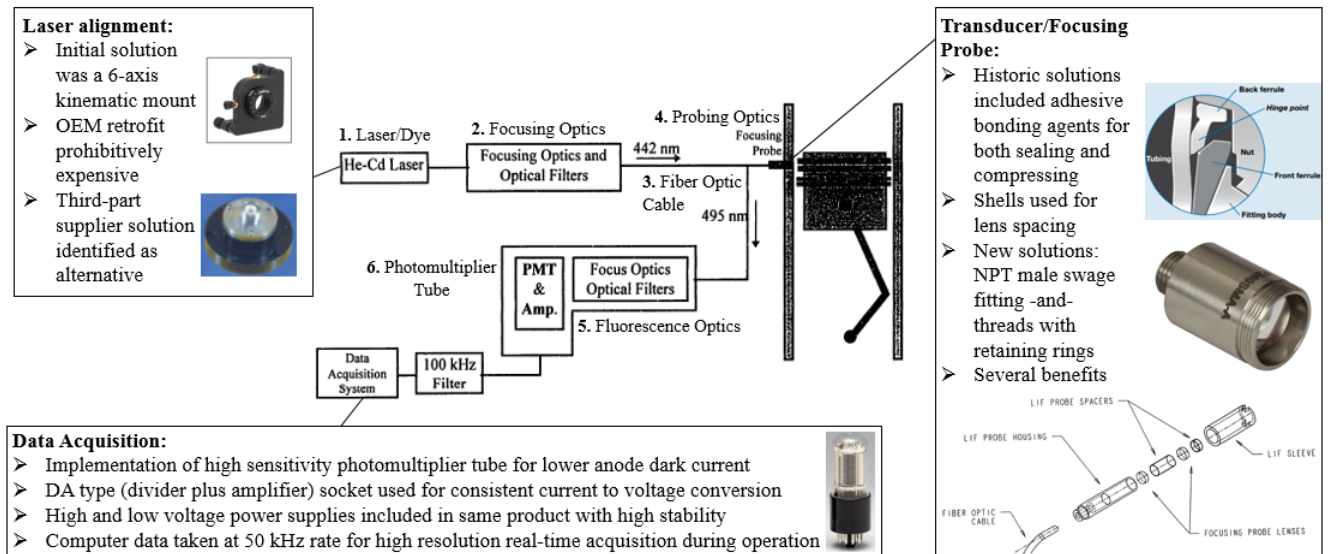 Laser alignment:
➢ Initial solution
was a 6-axis
kinematic mount
➢ OEM retrofit
prohibitively
expensive
➢ Third-part
supplier solution
identified as
alternative
1. Laser/Dye
He-Cd Laser
2. Focusing Optics
Focusing Optics and
Optical Filters
442 nm
3. Fiber Optic
Cable
495 nm
4. Probing Optics
Focusing
Probe
6. Photomultiplier
Tube
PMT
&
Amp.
Focus Optics
Optical Filters
5. Fluorescence Optics
Data
Acquisition
System
100 kHz
Filter
Transducer/Focusing
Probe:
➢ Historic solutions
included adhesive
bonding agents for
both sealing and
compressing
➢ Shells used for
lens spacing
➢ New solutions:
NPT male swage
fitting -and-
threads with
retaining rings
➢ Several benefits
Back ferrule
Hinge point
Tubing
Nut
Front ferrule
Fitting body
LIF PROBE SPACERS
LIF PROBE HOUSING
LIF SLEEVE
FIBER OPTIC
CABLE
FOCUSING PROBE LENSES
Data Acquisition:
➢ Implementation of high sensitivity photomultiplier tube for lower anode dark current
➢ DA type (divider plus amplifier) socket used for consistent current to voltage conversion
➢ High and low voltage power supplies included in same product with high stability
➢ Computer data taken at 50 kHz rate for high resolution real-time acquisition during operation